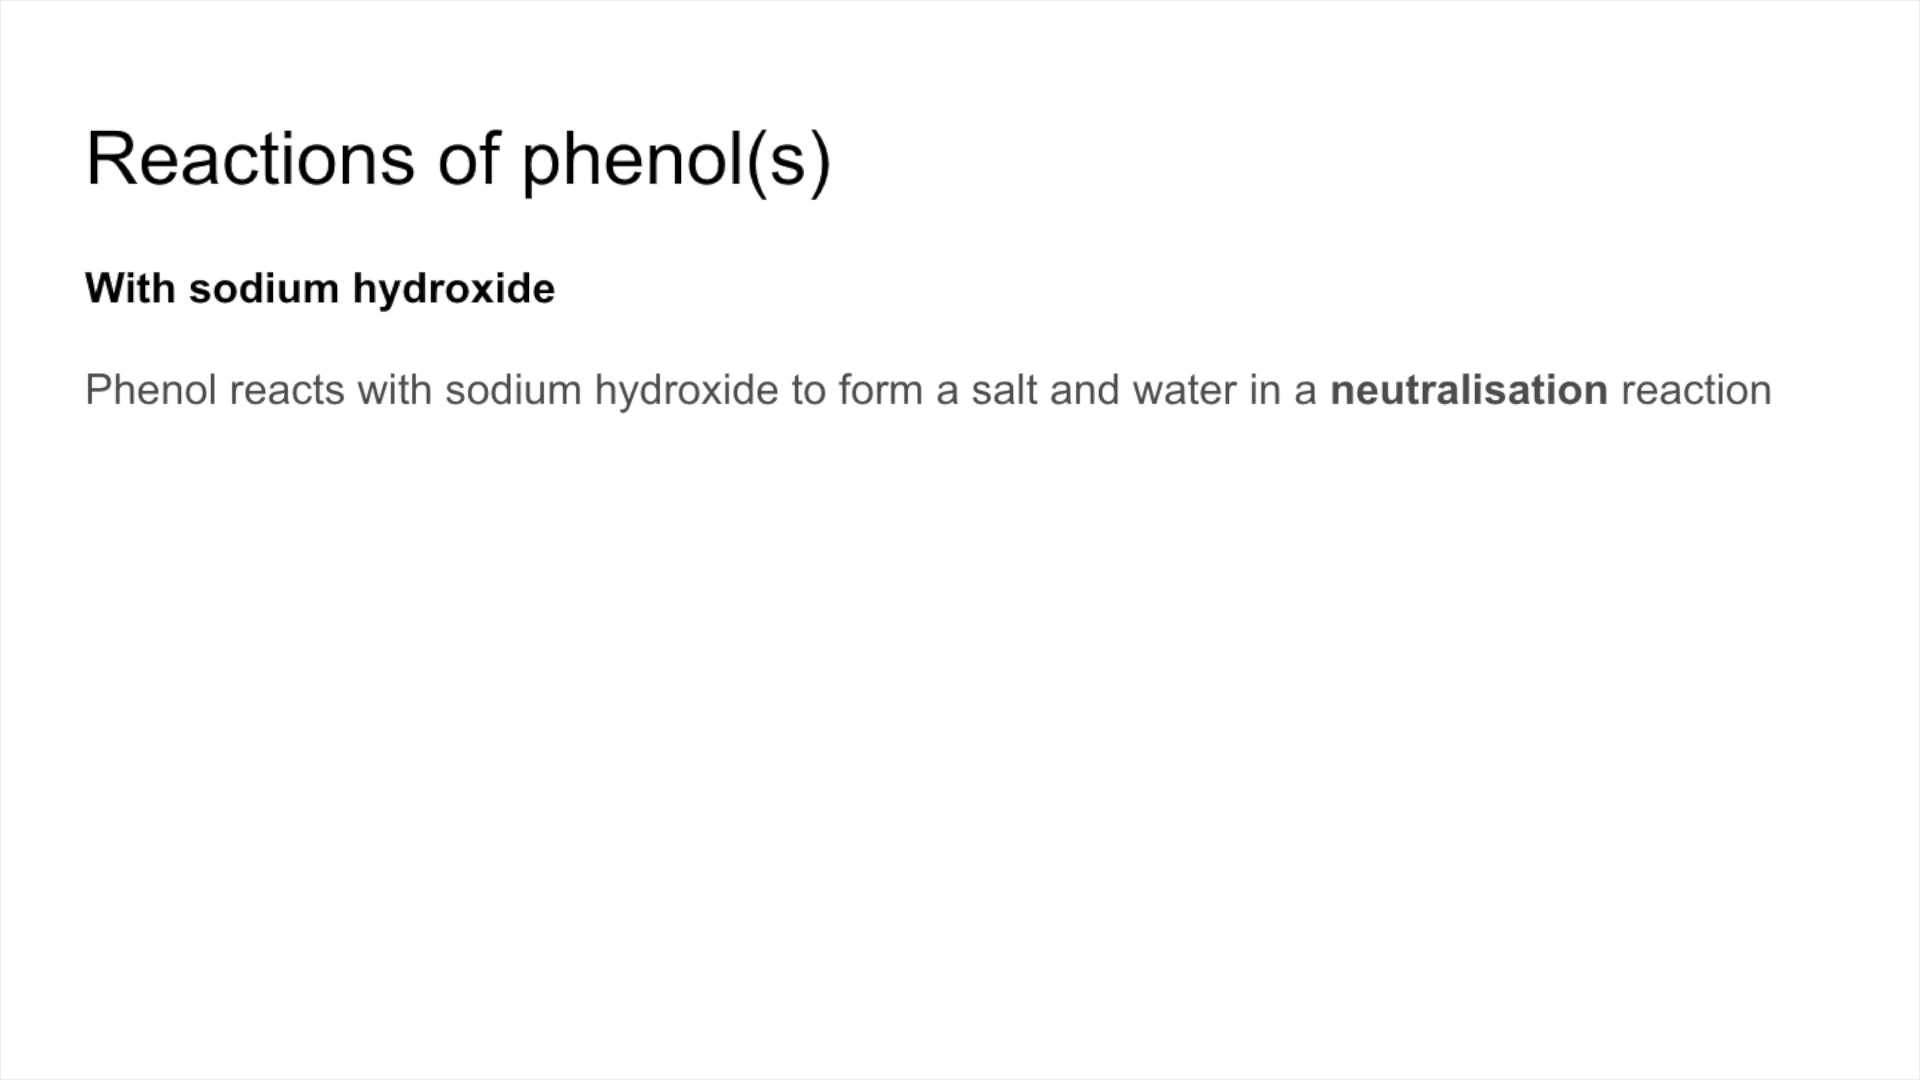 Reactions of phenol(s)
With sodium hydroxide
Phenol reacts with sodium hydroxide to form a salt and water in a neutralisation reaction